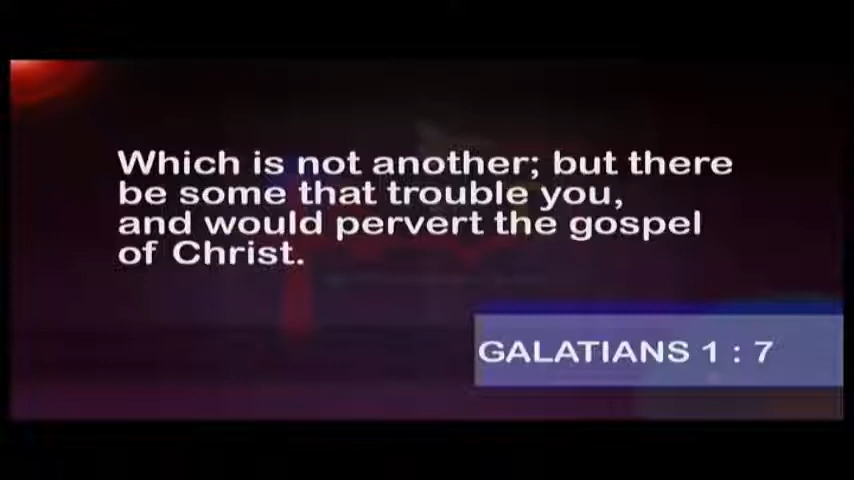 Which is not another; but there
be some that trouble you,
and would pervert the gospel
of Christ.
GALATIANS 1 : 7